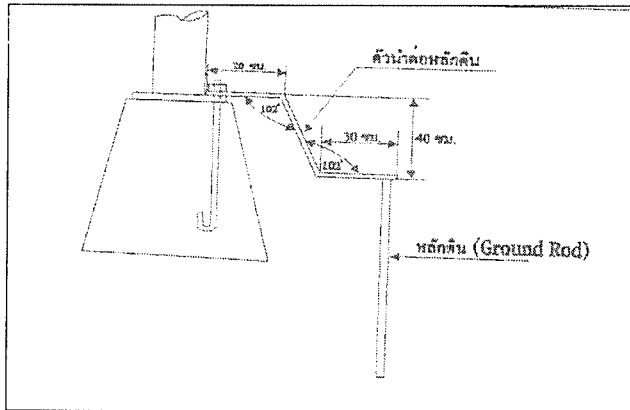 20 ซม.
ตัวนำต่อหลักดิน
102°
30 ซม.
40 ซม.
102°
หลักดิน (Ground Rod)